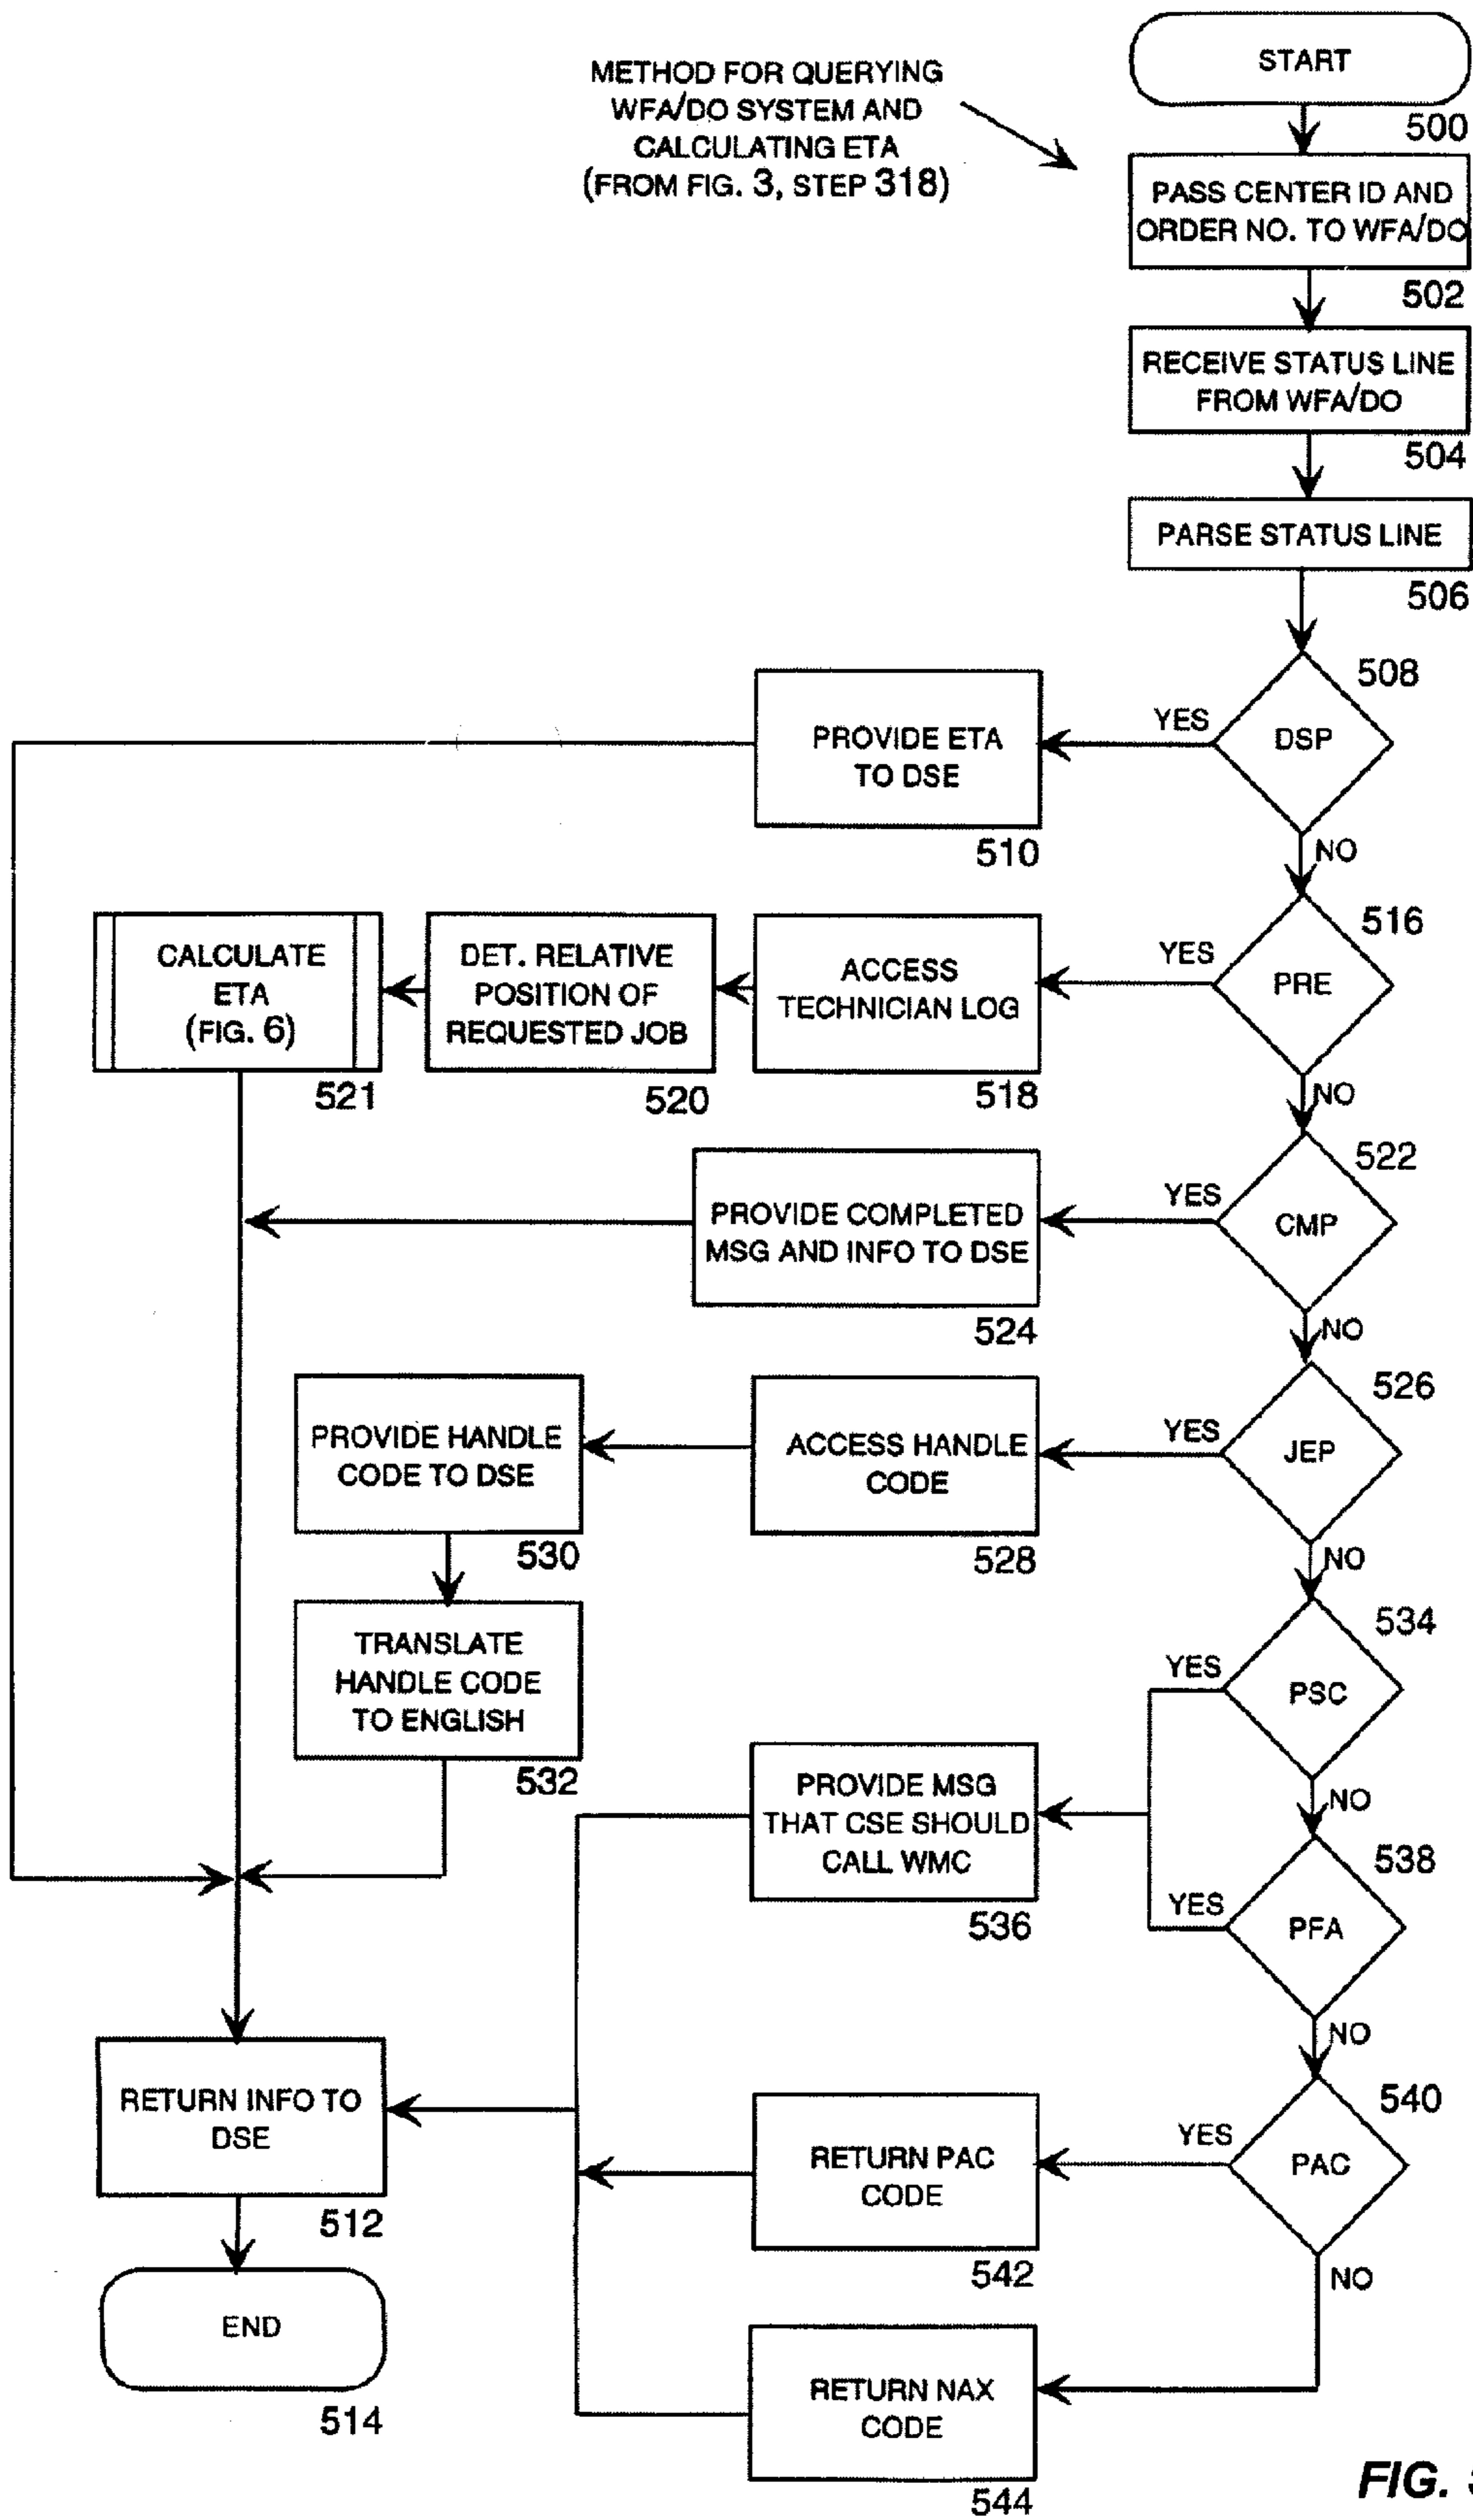 START
500
METHOD FOR QUERYING
WFA/DO SYSTEM AND
CALCULATING ETA
(FROM FIG. 3, STEP 318)
PASS CENTER ID AND
ORDER NO. TO WFA/DO
502
RECEIVE STATUS LINE
FROM WFA/DO
504
PARSE STATUS LINE
506
508
DSP
YES
NO
PROVIDE ETA
TO DSE
510
516
PRE
YES
NO
ACCESS
TECHNICIAN LOG
518
DET. RELATIVE
POSITION OF
REQUESTED JOB
520
CALCULATE
ETA
(FIG. 6)
521
522
CMP
YES
NO
PROVIDE COMPLETED
MSG AND INFO TO DSE
524
526
JEP
YES
NO
ACCESS HANDLE
CODE
528
PROVIDE HANDLE
CODE TO DSE
530
TRANSLATE
HANDLE CODE
TO ENGLISH
532
534
PSC
YES
NO
PROVIDE MSG
THAT CSE SHOULD
CALL WMC
536
538
PFA
YES
NO
540
PAC
YES
NO
RETURN PAC
CODE
542
RETURN NAX
CODE
544
RETURN INFO TO
DSE
512
END
514
FIG.